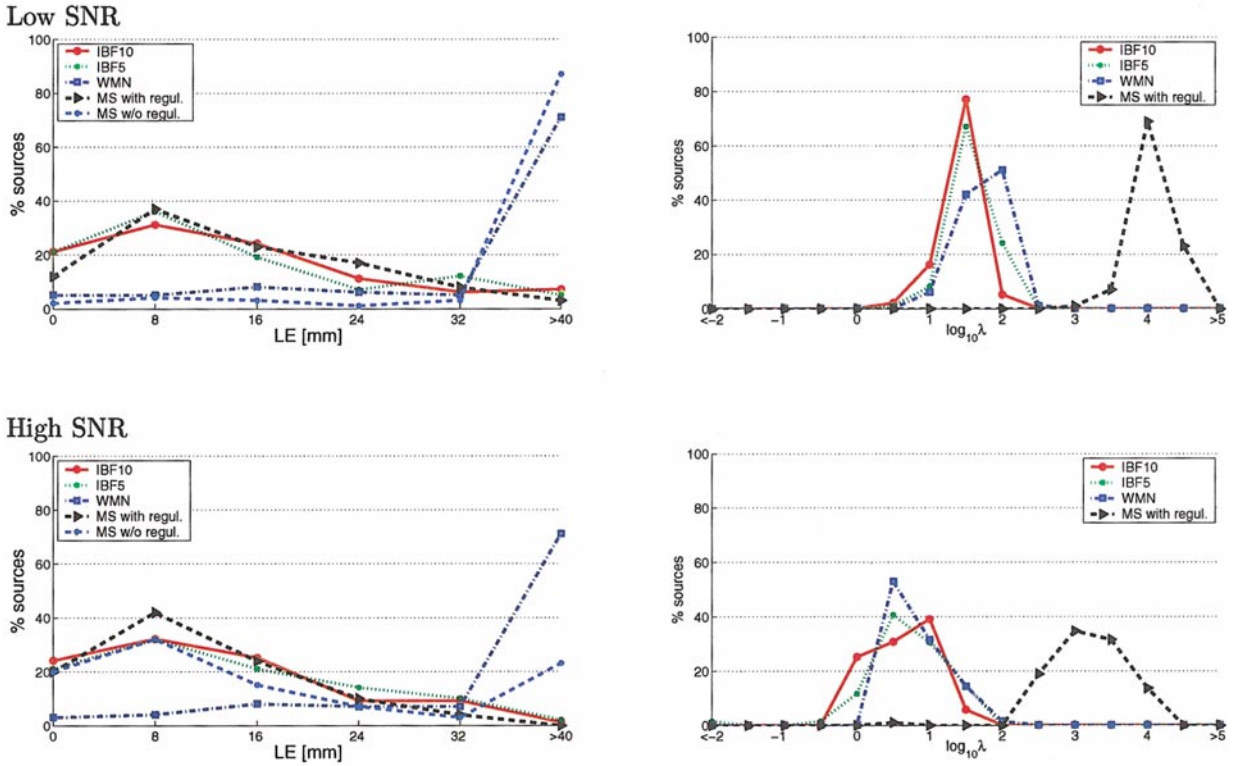 Low SNR
100
80
60
40
20
0
% sources
IBF10
IBF5
WMN
MS with regul.
MS w/o regul.
0 8 16 24 32 >40
LE [mm]
100
80
60
40
20
0
% sources
IBF10
IBF5
WMN
MS with regul.
<-2 -1 0 1 2 3 4 >5
log10λ
High SNR
100
80
60
40
20
0
% sources
IBF10
IBF5
WMN
MS with regul.
MS w/o regul.
0 8 16 24 32 >40
LE [mm]
100
80
60
40
20
0
% sources
IBF10
IBF5
WMN
MS with regul.
<-2 -1 0 1 2 3 4 >5
log10λ